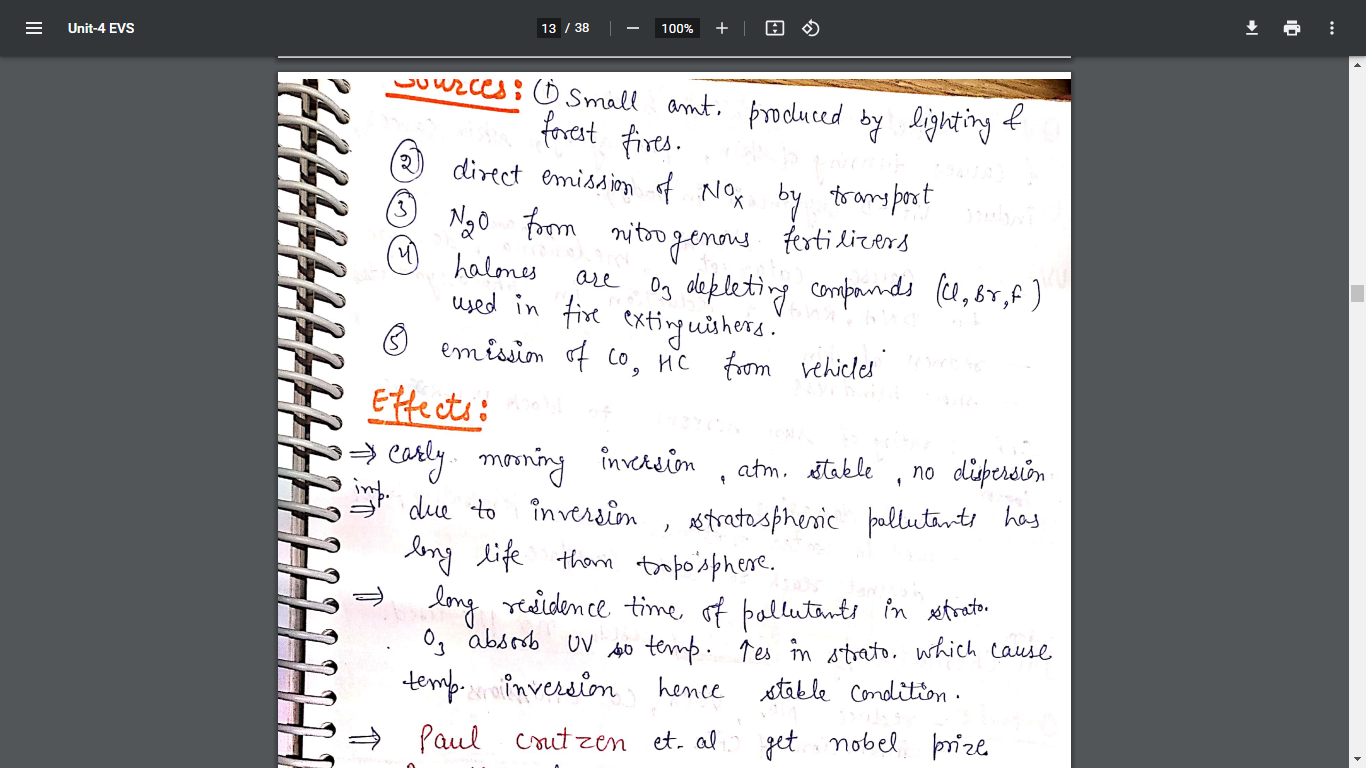 Unit-4 EVS
13 / 38
100%
Sources: ① Small amt. produced by lighting &
forest fires.
② direct emission of NOx by transport
③ N2O from nitrogenous fertilizers
④ halones are O3 depleting compounds (Cl, Br, F)
used in fire extinguishers.
⑤ emission of CO, HC from vehicles
Effects:
⇒ early morning inversion, atm. stable, no dispersion
imp.
⇒ due to inversion, stratospheric pollutants has
long life than troposphere.
⇒ long residence time of pollutants in strato.
O3 absorb UV so temp. ↑es in strato. which cause
temp. inversion hence stable condition.
⇒ Paul crutzen et. al get nobel prize